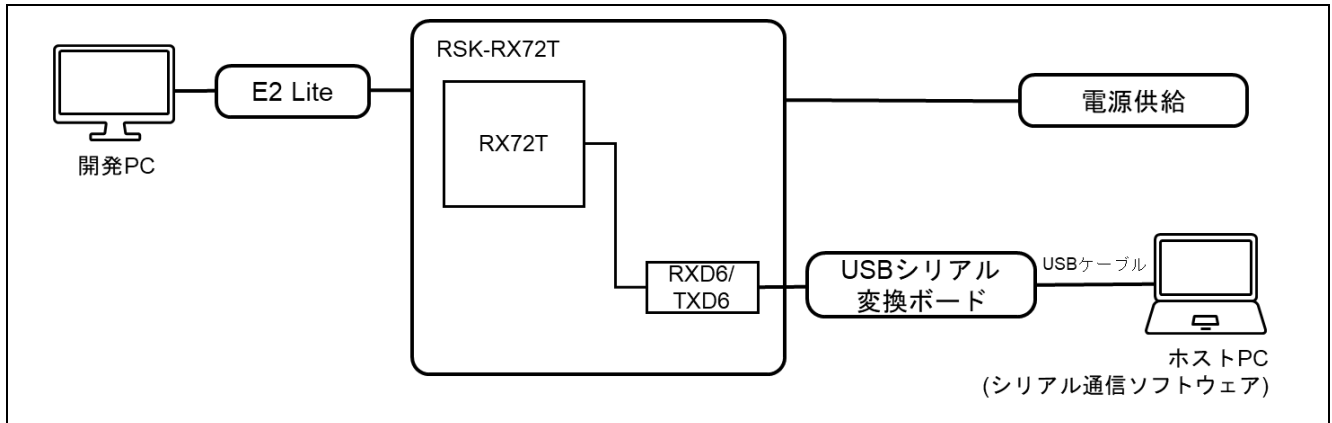 RSK-RX72T
E2 Lite
電源供給
RX72T
開発PC
RXD6/
TXD6
USBシリアル
変換ボード
USBケーブル
ホストPC
(シリアル通信ソフトウェア)